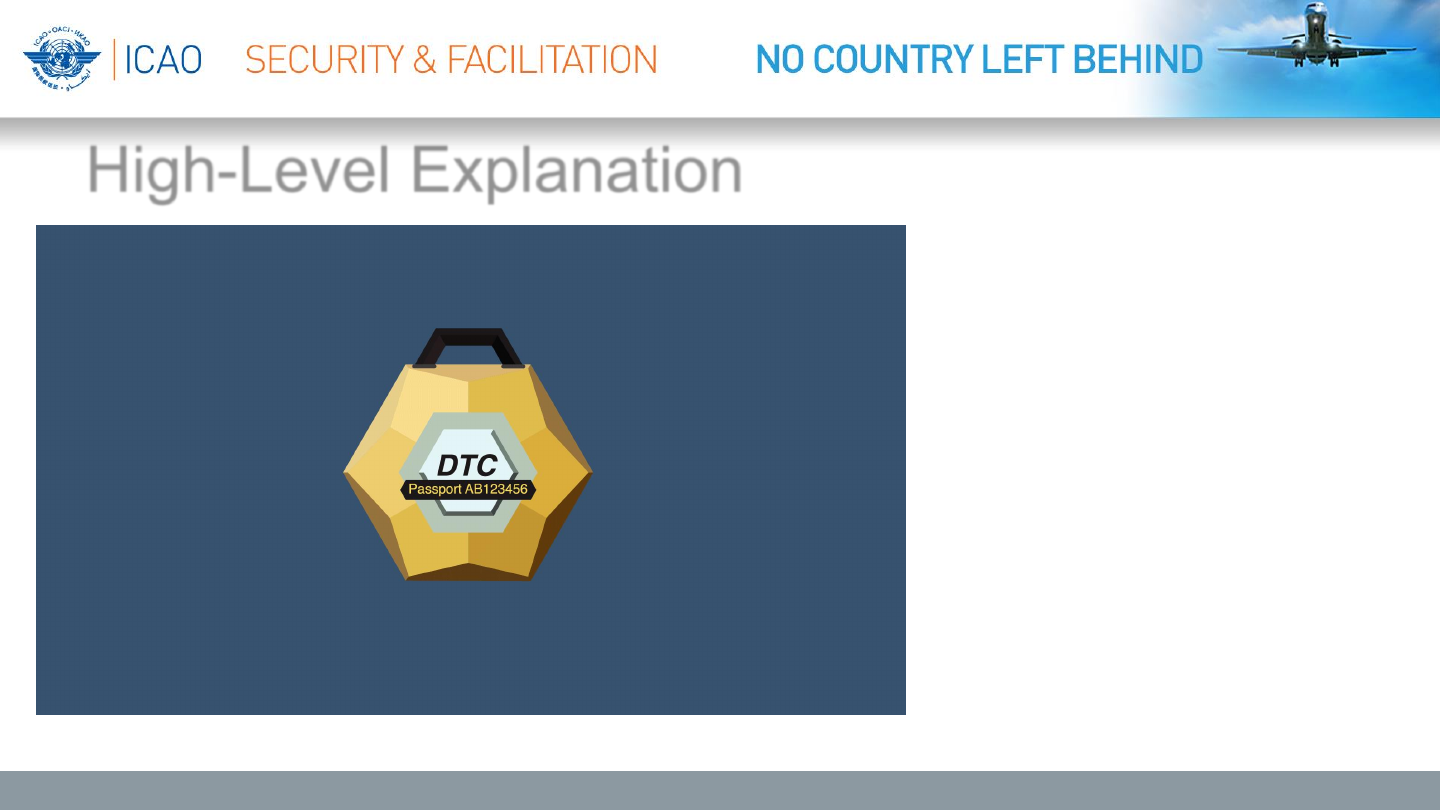 ICAO · OACI · ИКАО
ICAO
SECURITY & FACILITATION
NO COUNTRY LEFT BEHIND
High-Level Explanation
DTC
Passport AB123456